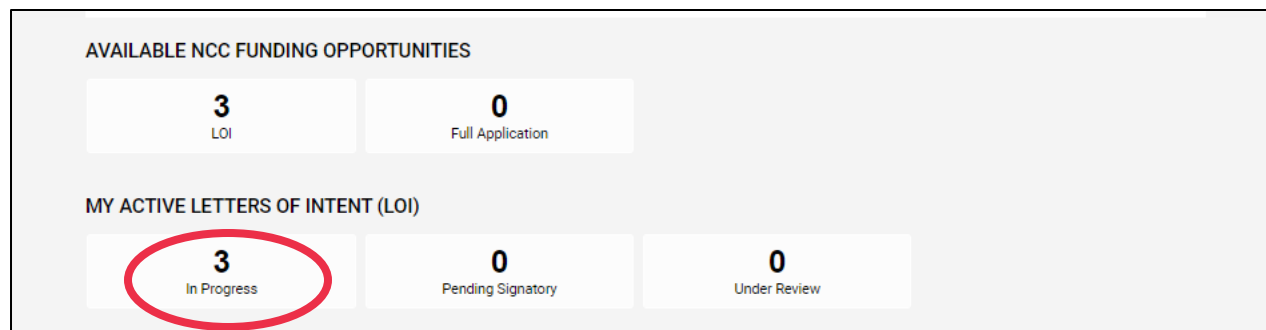 AVAILABLE NCC FUNDING OPPORTUNITIES
3
LOI
0
Full Application
MY ACTIVE LETTERS OF INTENT (LOI)
3
In Progress
0
Pending Signatory
0
Under Review